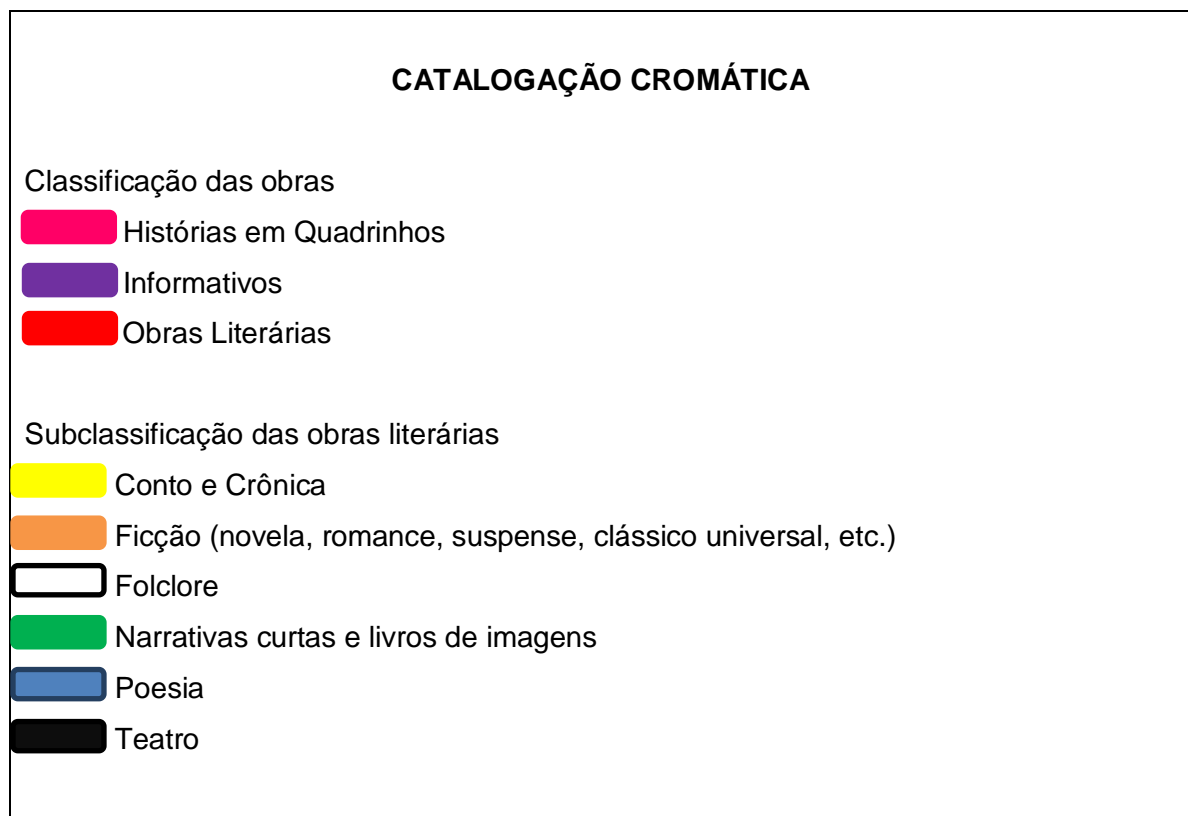 CATALOGAÇÃO CROMÁTICA
Classificação das obras
Histórias em Quadrinhos
Informativos
Obras Literárias
Subclassificação das obras literárias
Conto e Crônica
Ficção (novela, romance, suspense, clássico universal, etc.)
Folclore
Narrativas curtas e livros de imagens
Poesia
Teatro